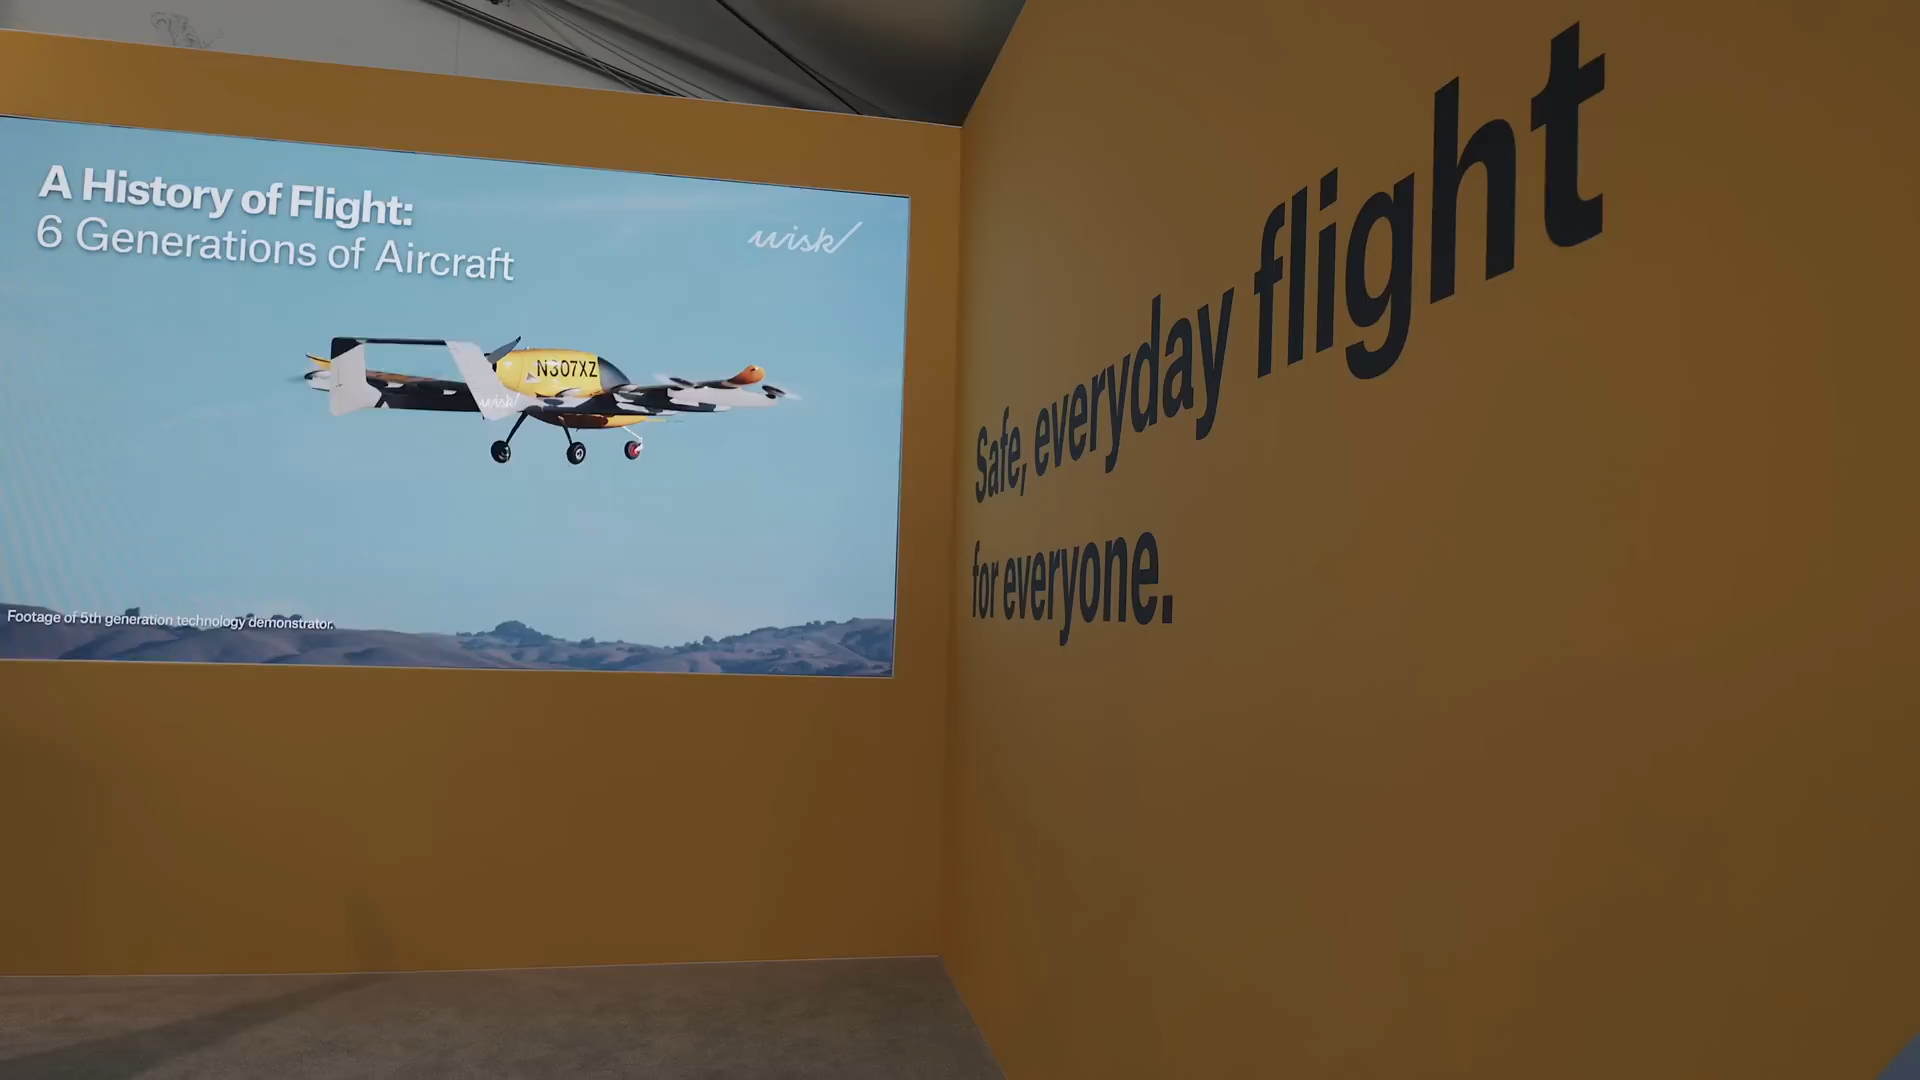 A History of Flight:
6 Generations of Aircraft
wisk
N307XZ
wisk
Footage of 5th generation technology demonstrator.
Safe, everyday flight
for everyone.